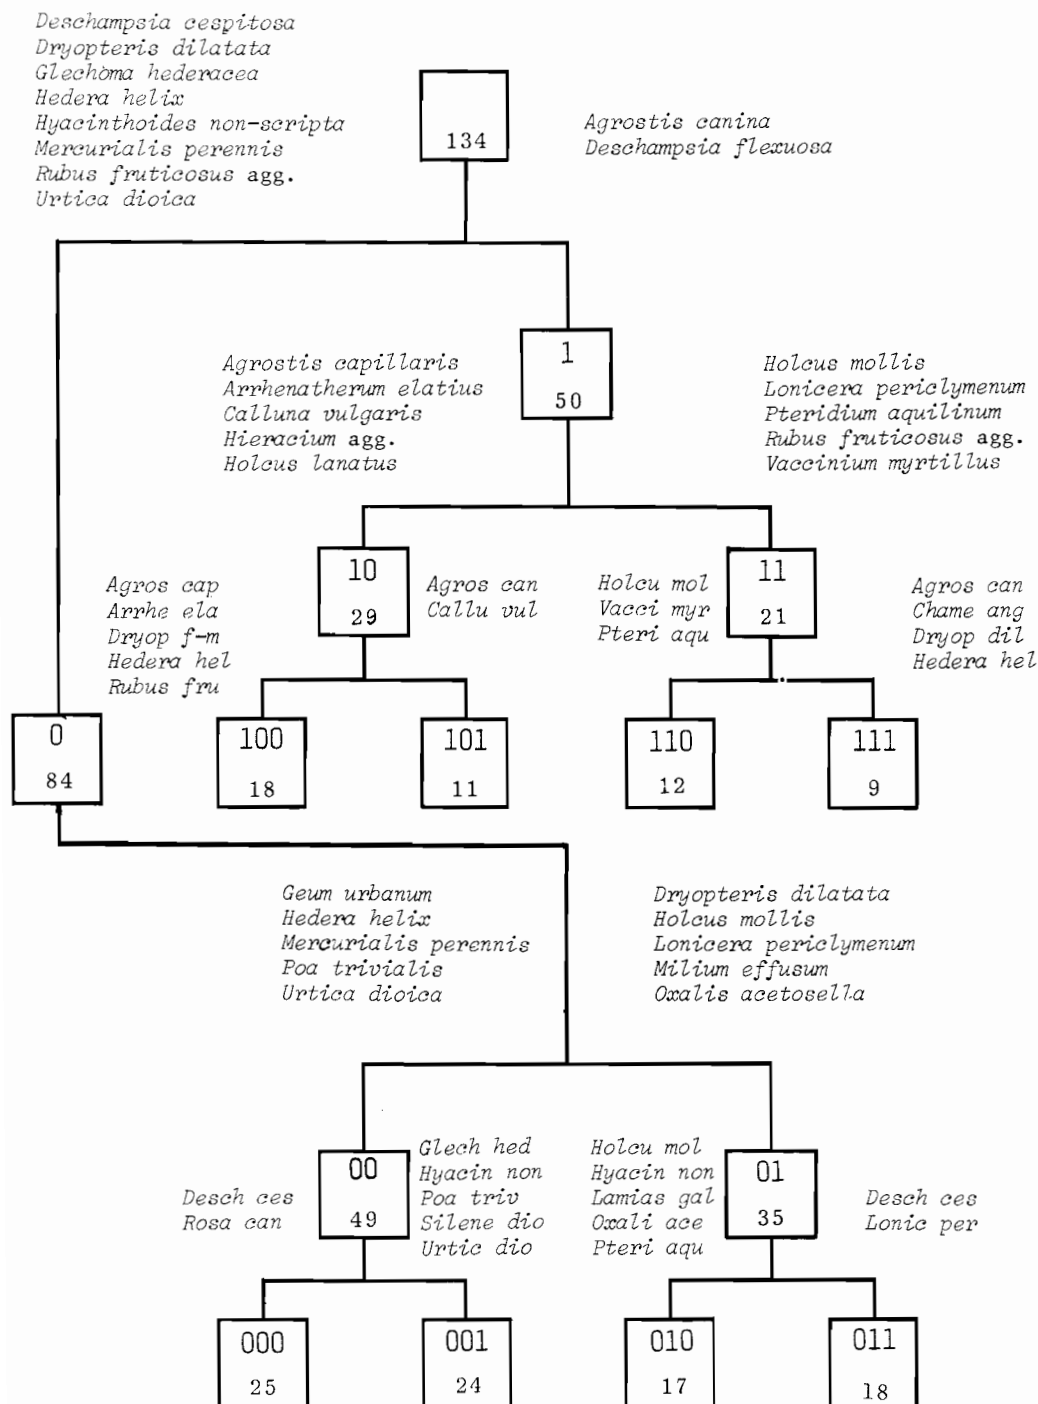 Deschampsia cespitosa
Dryopteris dilatata
Glechoma hederacea
Hedera helix
Hyacinthoides non-scripta
Mercurialis perennis
Rubus fruticosus agg.
Urtica dioica
134
Agrostis canina
Deschampsia flexuosa
Agrostis capillaris
Arrhenatherum elatius
Calluna vulgaris
Hieracium agg.
Holcus lanatus
1
50
Holcus mollis
Lonicera periclymenum
Pteridium aquilinum
Rubus fruticosus agg.
Vaccinium myrtillus
Agros cap
Arrhe ela
Dryop f-m
Hedera hel
Rubus fru
10
29
Agros can
Callu vul
Holcu mol
Vacci myr
Pteri aqu
11
21
Agros can
Chame ang
Dryop dil
Hedera hel
0
84
100
18
101
11
110
12
111
9
Geum urbanum
Hedera helix
Mercurialis perennis
Poa trivialis
Urtica dioica
Dryopteris dilatata
Holcus mollis
Lonicera periclymenum
Milium effusum
Oxalis acetosella
Desch ces
Rosa can
00
49
Glech hed
Hyacin non
Poa triv
Silene dio
Urtic dio
Holcu mol
Hyacin non
Lamias gal
Oxali ace
Pteri aqu
01
35
Desch ces
Lonic per
000
25
001
24
010
17
011
18